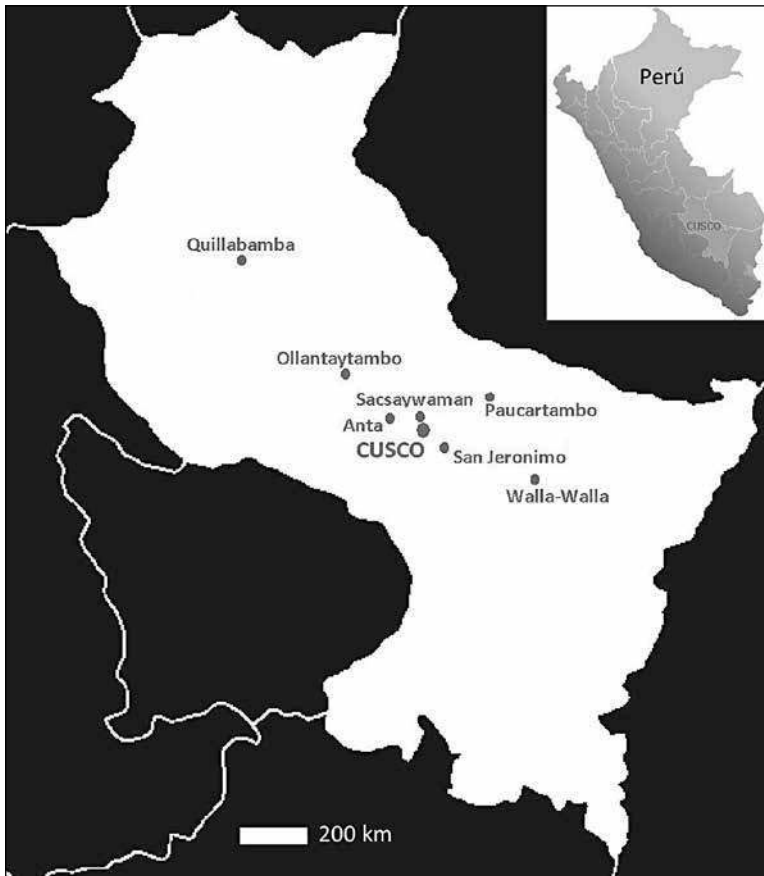 Perú
CUSCO
Quillabamba
Ollantaytambo
Sacsaywaman
Paucartambo
Anta
CUSCO
San Jeronimo
Walla-Walla
200 km